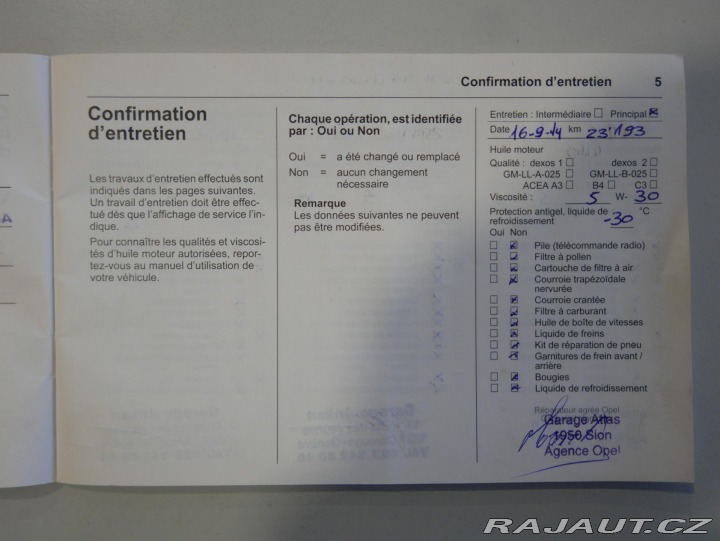 Confirmation d'entretien 5
Confirmation
d'entretien
Les travaux d'entretien effectués sont
indiqués dans les pages suivantes.
Un travail d'entretien doit être effec-
tué dès que l'affichage de service l'in-
dique.
Pour connaître les qualités et viscosi-
tés d'huile moteur autorisées, repor-
tez-vous au manuel d'utilisation de
votre véhicule.
Chaque opération, est identifiée
par : Oui ou Non
Oui = a été changé ou remplacé
Non = aucun changement
nécessaire
Remarque
Les données suivantes ne peuvent
pas être modifiées.
Entretien : Intermédiaire Principal
Date 16-9-14 km 23'193
Huile moteur
Qualité : dexos 1 dexos 2
GM-LL-A-025 GM-LL-B-025
ACEA A3 B4 C3
Viscosité : 5 W- 30
Protection antigel, liquide de
refroidissement -30 °C
Oui Non
Pile (télécommande radio)
Filtre à pollen
Cartouche de filtre à air
Courroie trapézoïdale
nervurée
Courroie crantée
Filtre à carburant
Huile de boîte de vitesses
Liquide de freins
Kit de réparation de pneu
Garnitures de frein avant /
arrière
Bougies
Liquide de refroidissement
Réparateur agréé Opel
Garage Atlas
1950 Sion
Agence Opel
RAJAUT.CZ